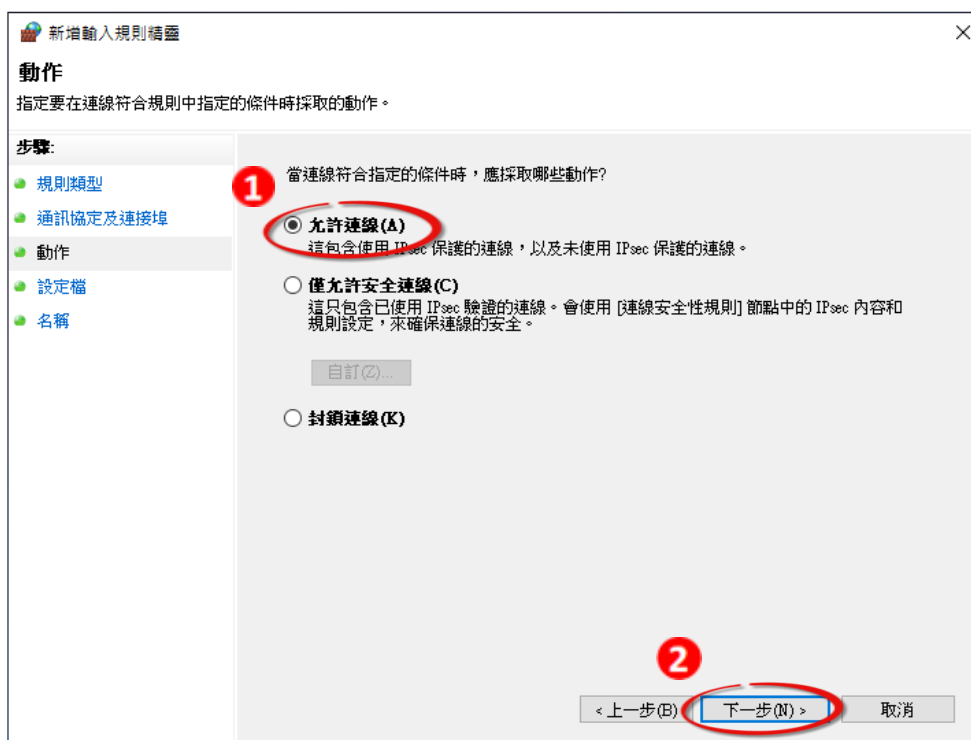 新增輸入規則精靈
動作
指定要在連線符合規則中指定的條件時採取的動作。
步驟:
規則類型
通訊協定及連接埠
動作
設定檔
名稱
1
當連線符合指定的條件時，應採取哪些動作?
允許連線(A)
這包含使用 IPsec 保護的連線，以及未使用 IPsec 保護的連線。
僅允許安全連線(C)
這只包含已使用 IPsec 驗證的連線。會使用 [連線安全性規則] 節點中的 IPsec 內容和
規則設定，來確保連線的安全。
自訂(Z)...
封鎖連線(K)
2
< 上一步(B)
下一步(N) >
取消